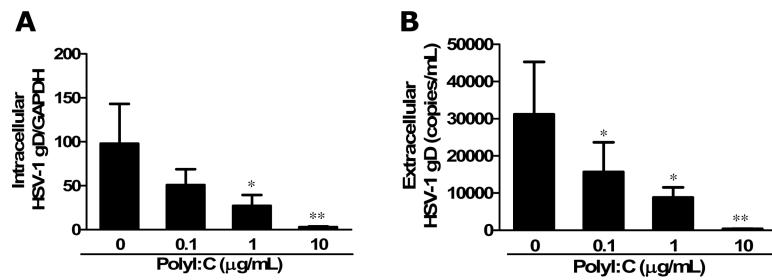 A
Intracellular
HSV-1 gD/GAPDH
200
150
100
50
0
*
**
0 0.1 1 10
PolyI:C (μg/mL)
B
Extracellular
HSV-1 gD (copies/mL)
50000
40000
30000
20000
10000
0
*
*
**
0 0.1 1 10
PolyI:C (μg/mL)